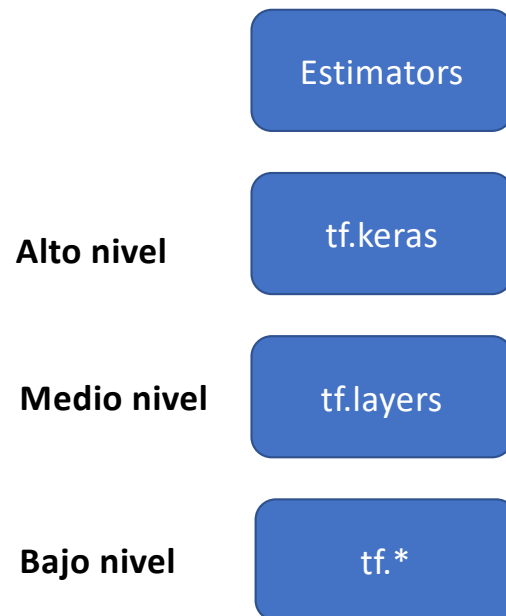 Estimators
Alto nivel
tf.keras
Medio nivel
tf.layers
Bajo nivel
tf.*